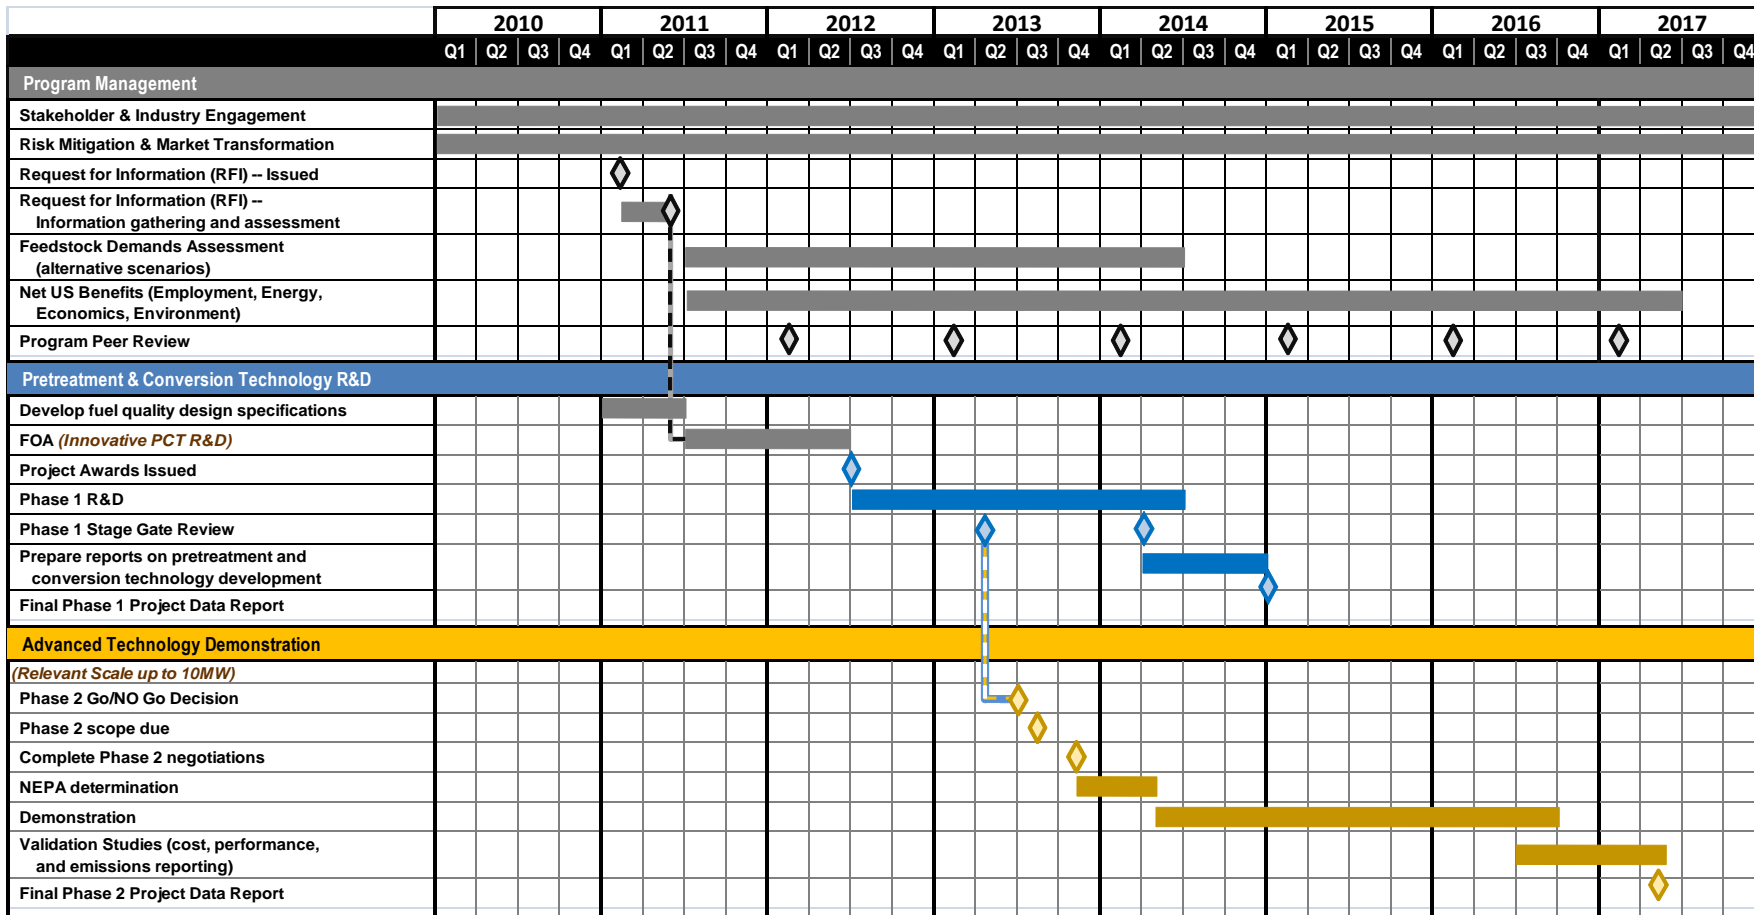 2010 2011 2012 2013 2014 2015 2016 2017
Q1 Q2 Q3 Q4 Q1 Q2 Q3 Q4 Q1 Q2 Q3 Q4 Q1 Q2 Q3 Q4 Q1 Q2 Q3 Q4 Q1 Q2 Q3 Q4 Q1 Q2 Q3 Q4 Q1 Q2 Q3 Q4
Program Management
Stakeholder & Industry Engagement
Risk Mitigation & Market Transformation
Request for Information (RFI) -- Issued
Request for Information (RFI) --
Information gathering and assessment
Feedstock Demands Assessment
(alternative scenarios)
Net US Benefits (Employment, Energy,
Economics, Environment)
Program Peer Review
Pretreatment & Conversion Technology R&D
Develop fuel quality design specifications
FOA (Innovative PCT R&D)
Project Awards Issued
Phase 1 R&D
Phase 1 Stage Gate Review
Prepare reports on pretreatment and
conversion technology development
Final Phase 1 Project Data Report
Advanced Technology Demonstration
(Relevant Scale up to 10MW)
Phase 2 Go/NO Go Decision
Phase 2 scope due
Complete Phase 2 negotiations
NEPA determination
Demonstration
Validation Studies (cost, performance,
and emissions reporting)
Final Phase 2 Project Data Report